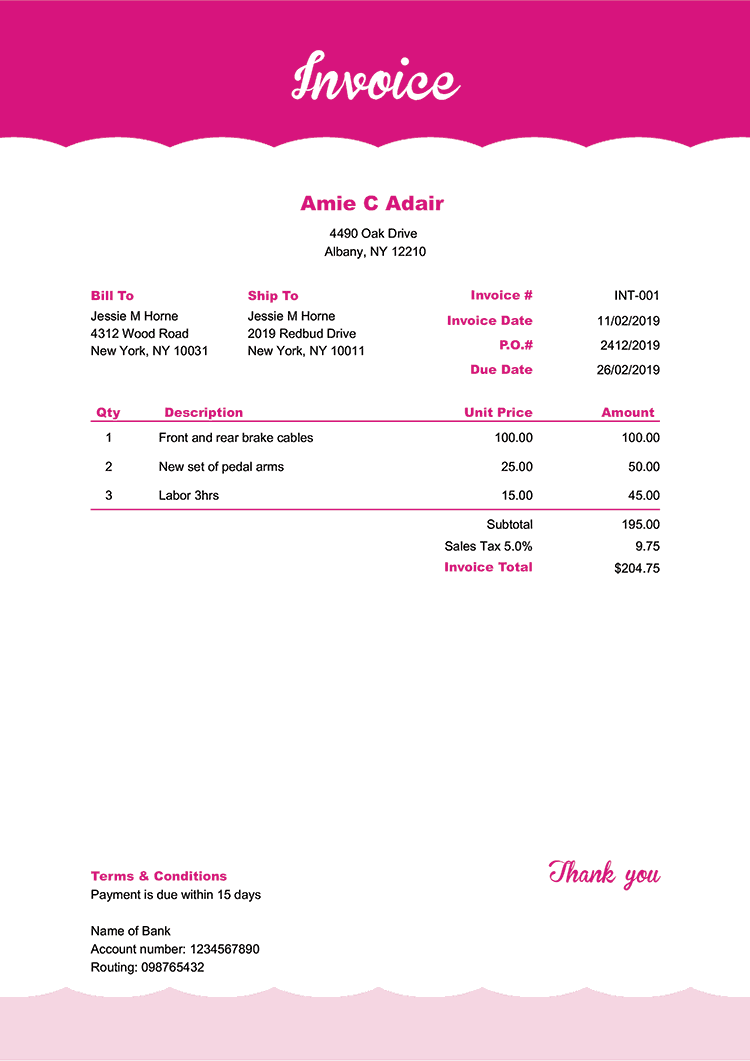 Invoice
Amie C Adair
4490 Oak Drive
Albany, NY 12210
Bill To
Jessie M Horne
4312 Wood Road
New York, NY 10031
Ship To
Jessie M Horne
2019 Redbud Drive
New York, NY 10011
Invoice # INT-001
Invoice Date 11/02/2019
P.O.# 2412/2019
Due Date 26/02/2019
Qty Description Unit Price Amount
1 Front and rear brake cables 100.00 100.00
2 New set of pedal arms 25.00 50.00
3 Labor 3hrs 15.00 45.00
Subtotal 195.00
Sales Tax 5.0% 9.75
Invoice Total $204.75
Terms & Conditions
Payment is due within 15 days
Thank you
Name of Bank
Account number: 1234567890
Routing: 098765432